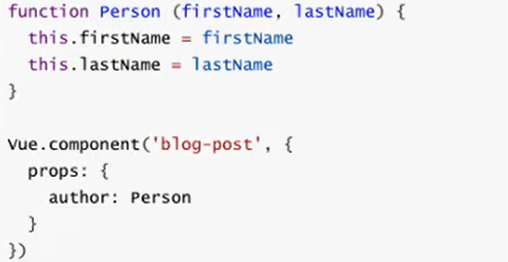 function Person (firstName, lastName) {
  this.firstName = firstName
  this.lastName = lastName
}

Vue.component('blog-post', {
  props: {
    author: Person
  }
})